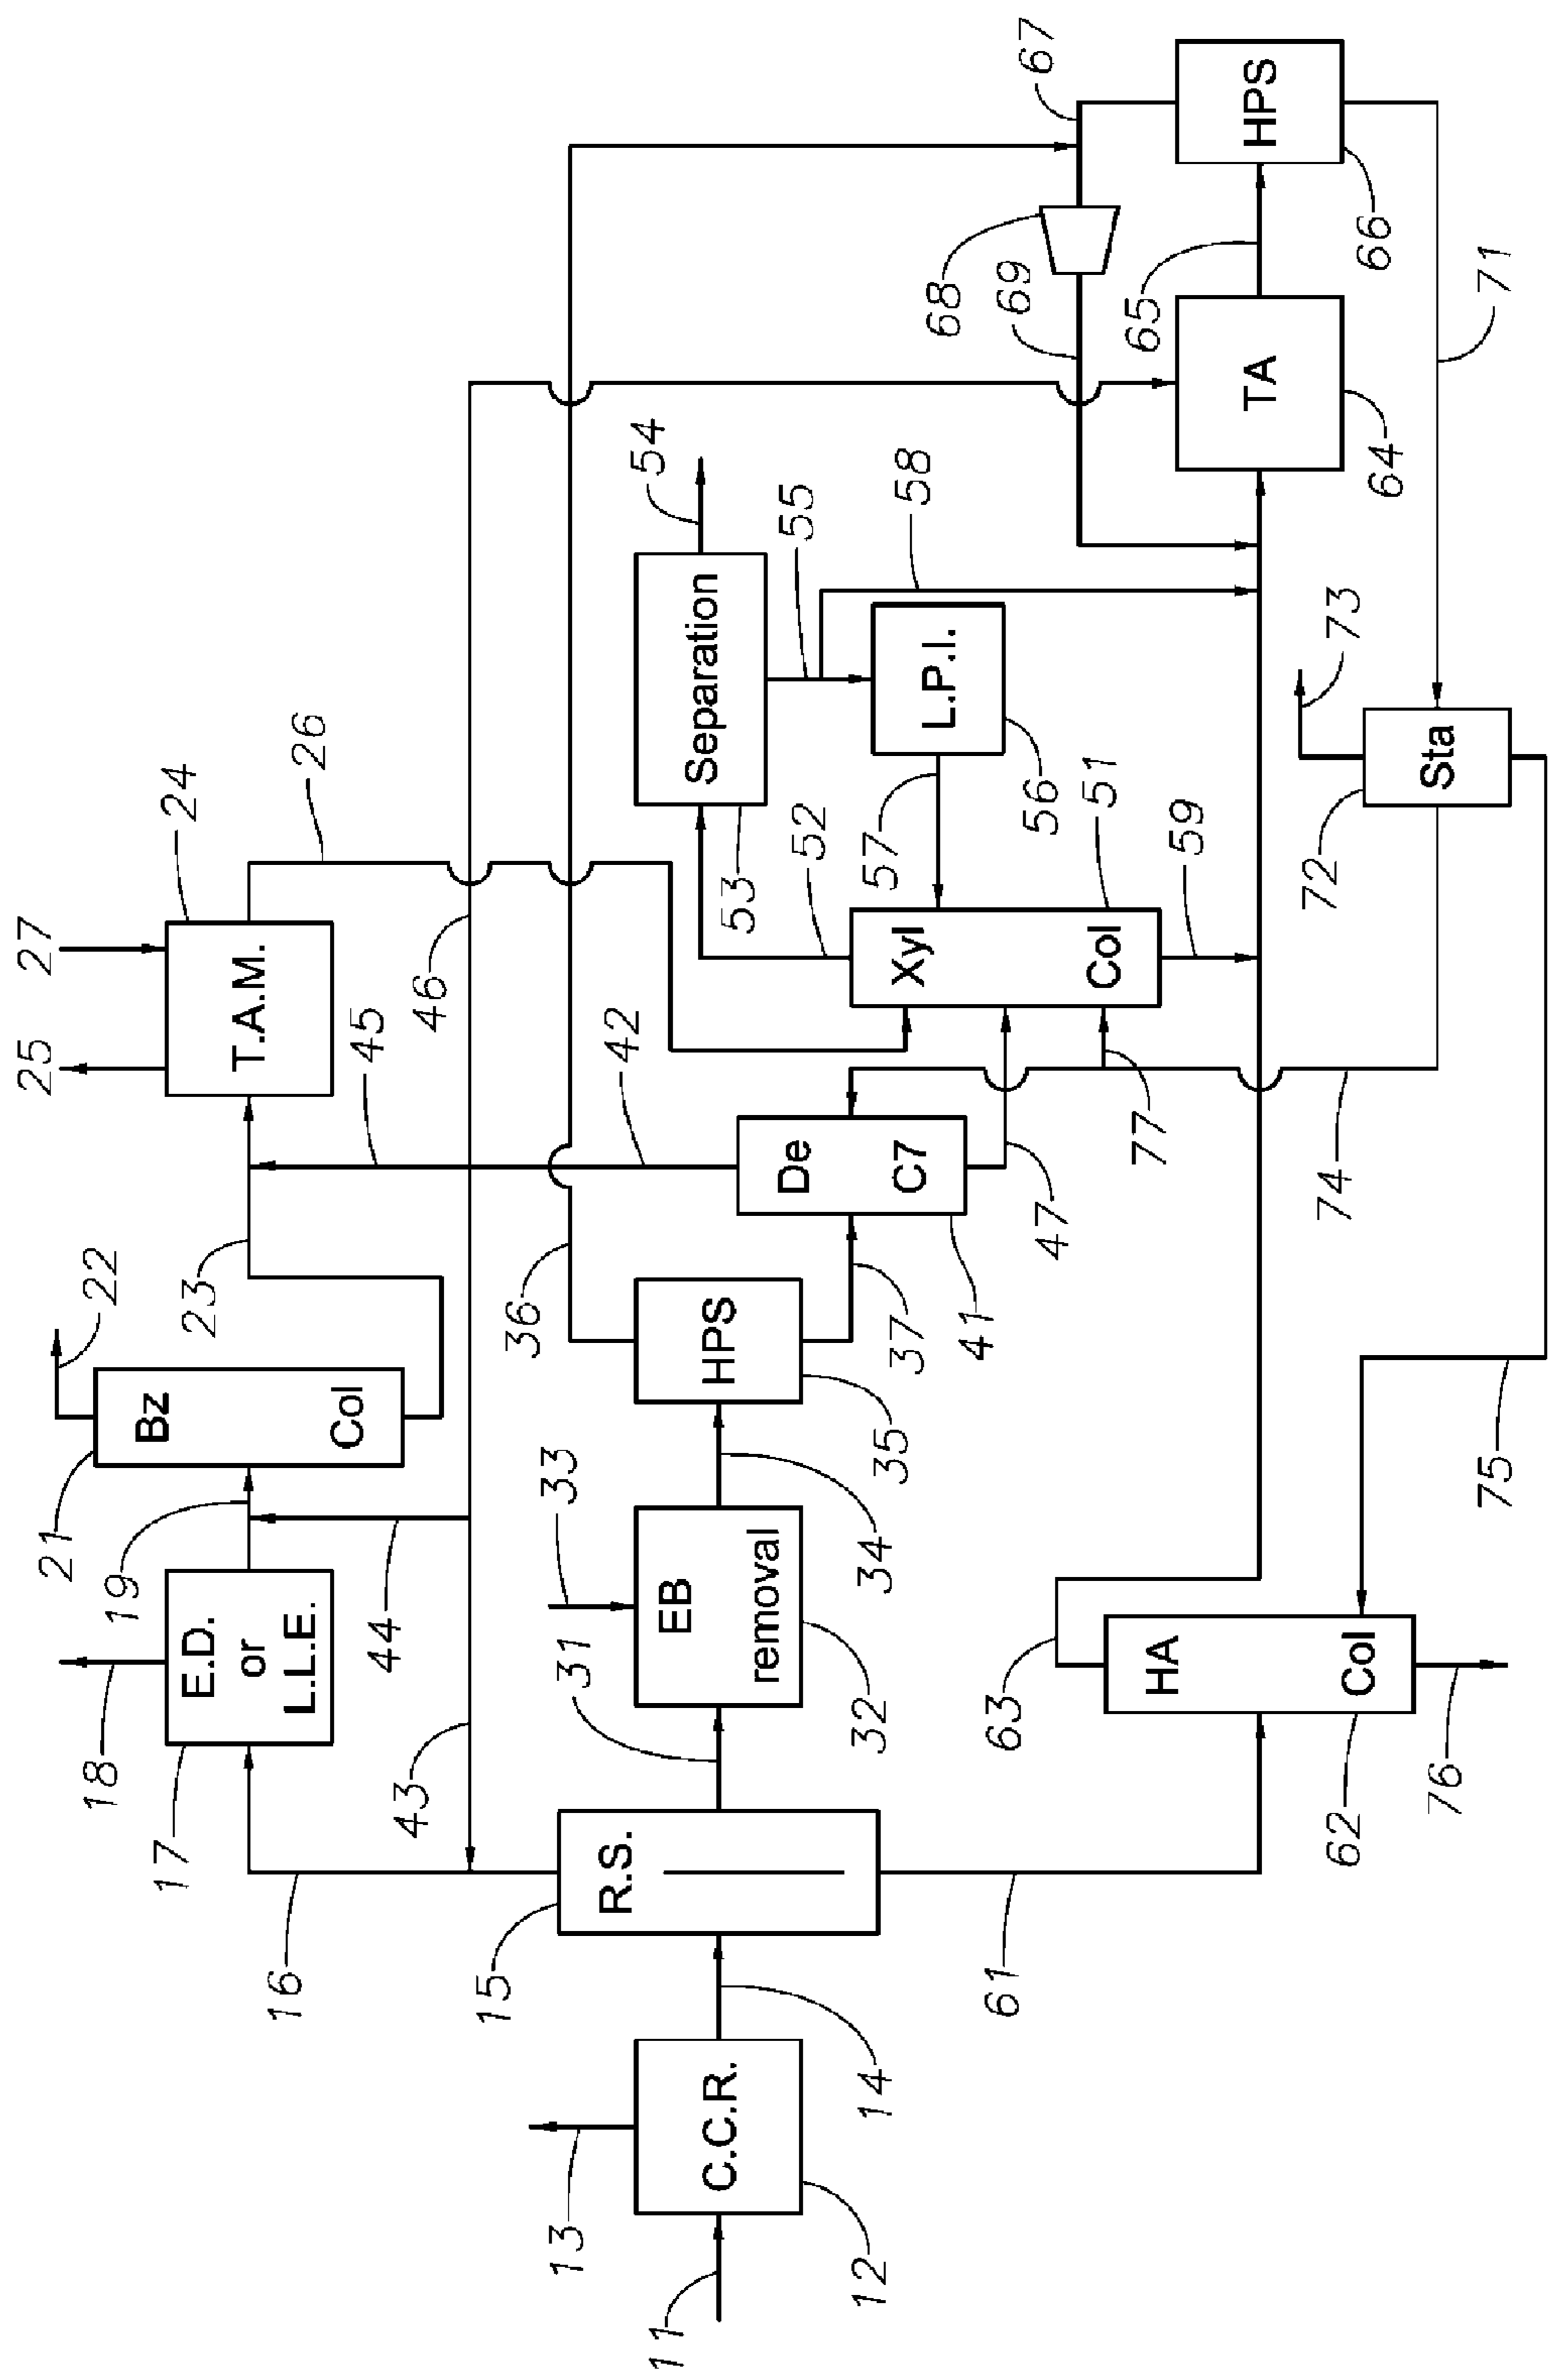 67
HPS
66
68
69
65
71
54
TA
64
55
58
Separation
L.P.I.
73
26
24
53
52
57
56
51
59
72
Sta
27
25
T.A.M.
46
45
42
Xyl
Col
77
74
De
C7
47
41
22
23
36
HPS
37
35
Bz
Col
21
19
33
34
75
E.D.
or
L.L.E.
18
17
44
EB
removal
31
32
63
HA
Col
76
62
43
16
R.S.
15
61
14
C.C.R.
13
12
11